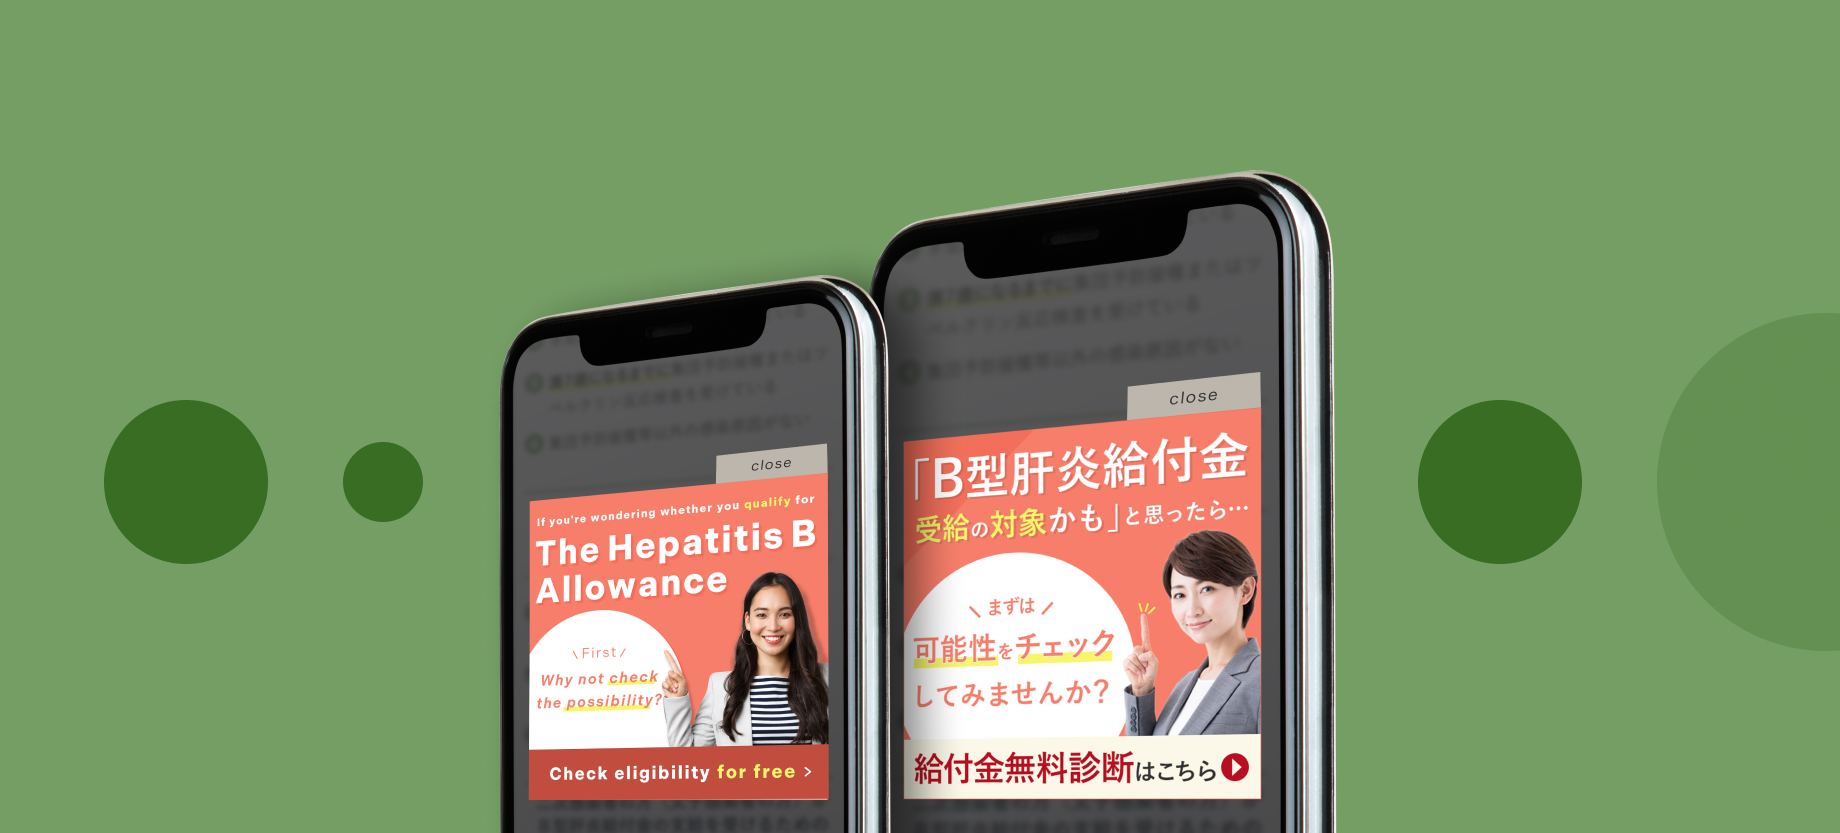 close
If you're wondering whether you qualify for
The Hepatitis B
Allowance
\ First /
Why not check
the possibility?
Check eligibility for free >
close
「B型肝炎給付金
受給の対象かも」と思ったら…
\ まずは /
可能性をチェック
してみませんか?
給付金無料診断はこちら